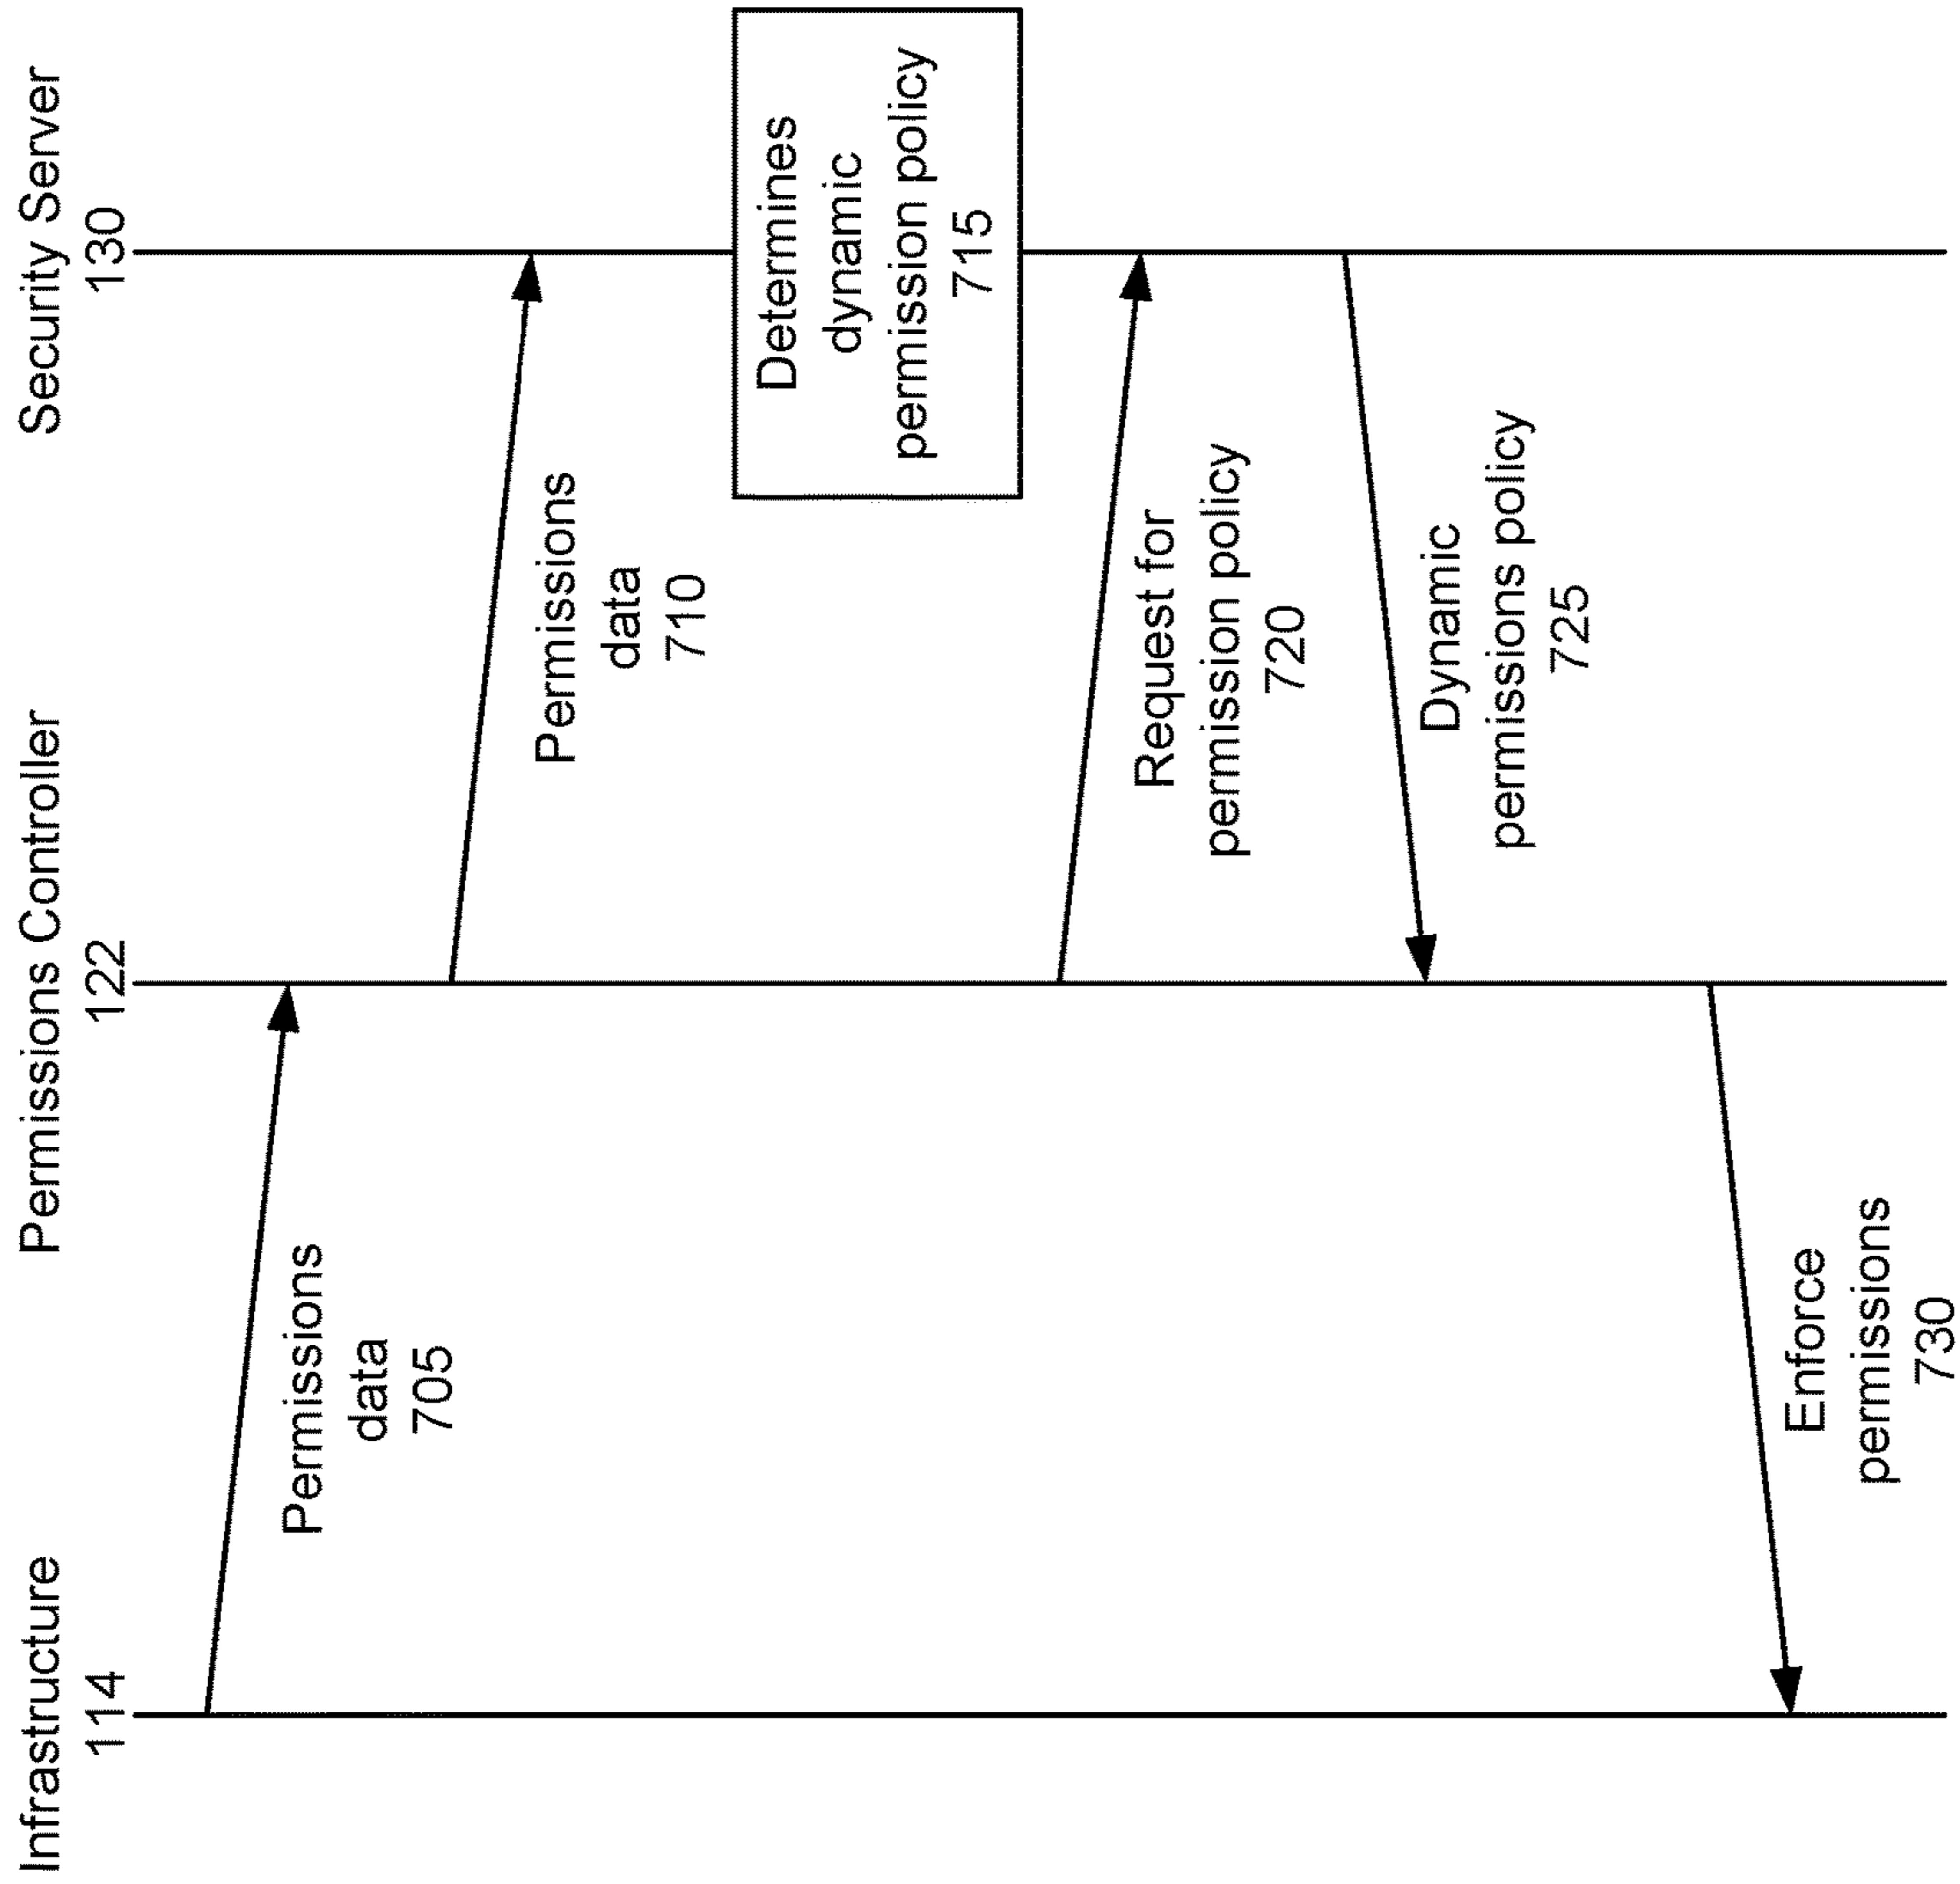 Infrastructure
114
Permissions Controller
122
Security Server
130
Permissions
data
705
Permissions
data
710
Determines
dynamic
permission policy
715
Request for
permission policy
720
Dynamic
permissions policy
725
Enforce
permissions
730